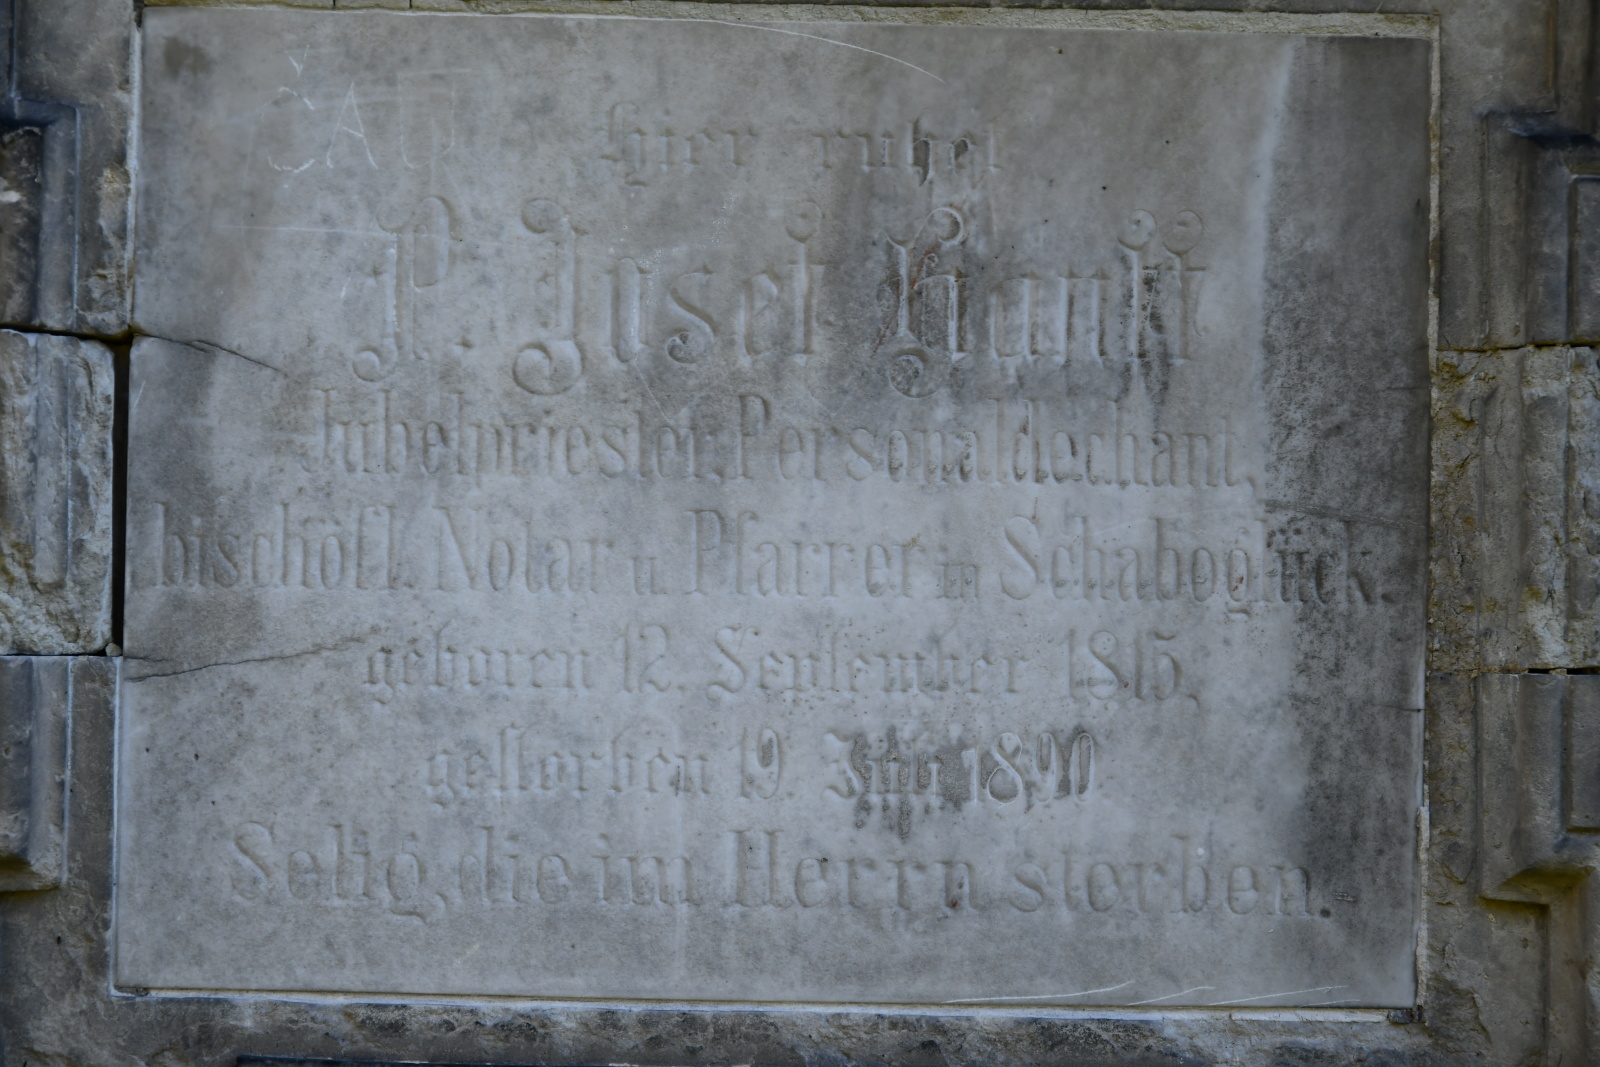 hier ruhet
P. Josef Hanft
Jubelpriester, Personaldechant,
bischöfl. Notar u. Pfarrer in Schaboglück.
geboren 12. September 1815,
gestorben 19. Juli 1890.
Selig, die im Herrn sterben.